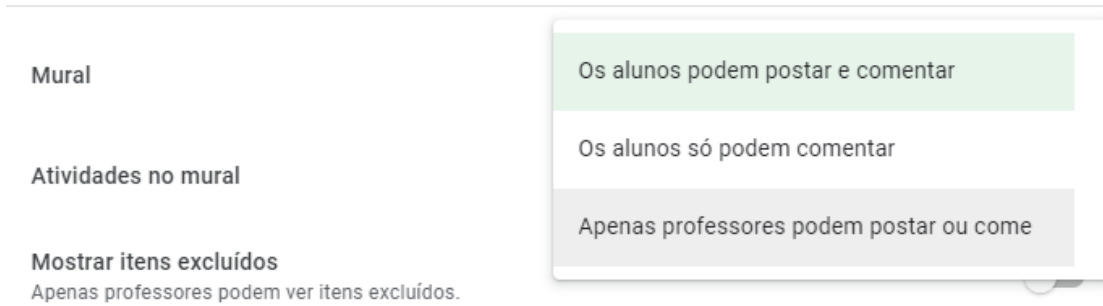 Mural
Os alunos podem postar e comentar
Os alunos só podem comentar
Atividades no mural
Apenas professores podem postar ou come
Mostrar itens excluídos
Apenas professores podem ver itens excluídos.